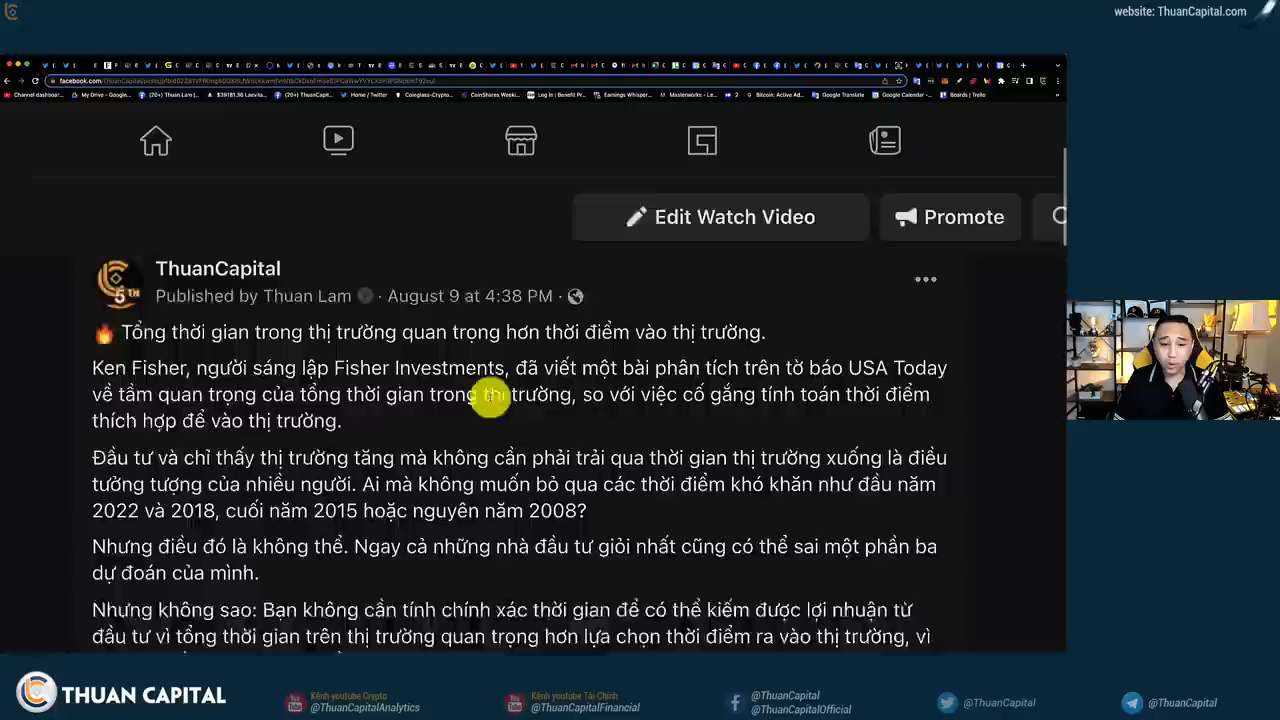 website: ThuanCapital.com
Edit Watch Video
Promote
ThuanCapital
Published by Thuan Lam · August 9 at 4:38 PM ·
Tổng thời gian trong thị trường quan trọng hơn thời điểm vào thị trường.
Ken Fisher, người sáng lập Fisher Investments, đã viết một bài phân tích trên tờ báo USA Today
về tầm quan trọng của tổng thời gian trong thị trường, so với việc cố gắng tính toán thời điểm
thích hợp để vào thị trường.
Đầu tư và chỉ thấy thị trường tăng mà không cần phải trải qua thời gian thị trường xuống là điều
tưởng tượng của nhiều người. Ai mà không muốn bỏ qua các thời điểm khó khăn như đầu năm
2022 và 2018, cuối năm 2015 hoặc nguyên năm 2008?
Nhưng điều đó là không thể. Ngay cả những nhà đầu tư giỏi nhất cũng có thể sai một phần ba
dự đoán của mình.
Nhưng không sao: Bạn không cần tính chính xác thời gian để có thể kiếm được lợi nhuận từ
đầu tư vì tổng thời gian trên thị trường quan trọng hơn lựa chọn thời điểm ra vào thị trường, vì
THUAN CAPITAL
Kênh youtube Crypto
@ThuanCapitalAnalytics
Kênh youtube Tài Chính
@ThuanCapitalFinancial
@ThuanCapital
@ThuanCapitalOfficial
@ThuanCapital
@ThuanCapital